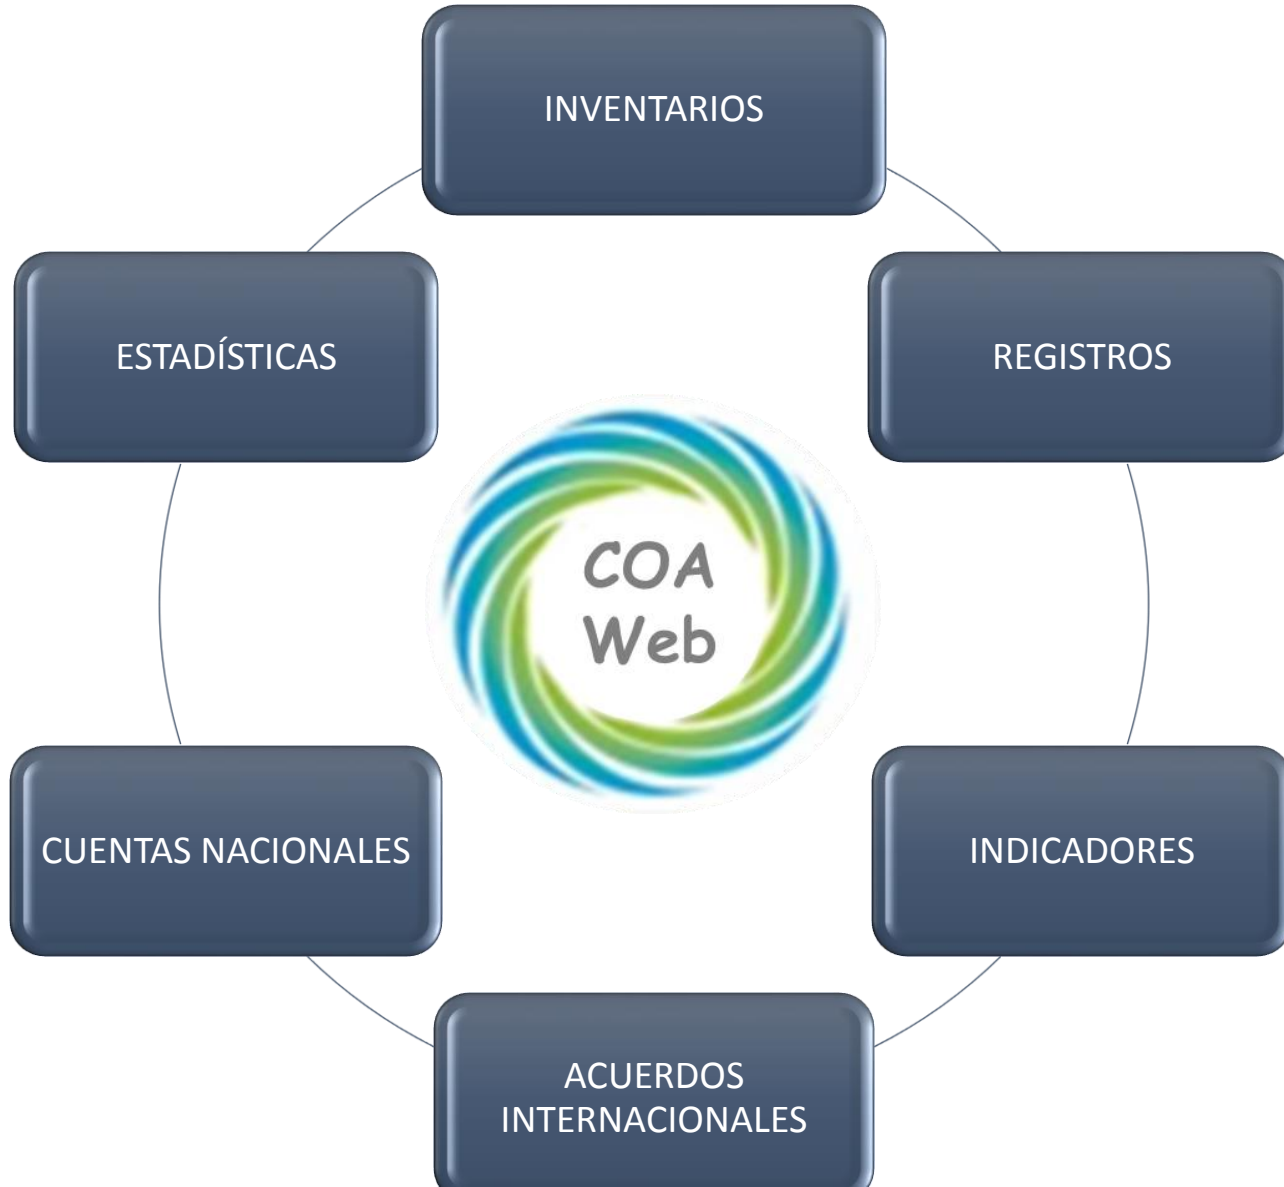 INVENTARIOS
ESTADÍSTICAS
REGISTROS
COA
Web
CUENTAS NACIONALES
INDICADORES
ACUERDOS
INTERNACIONALES